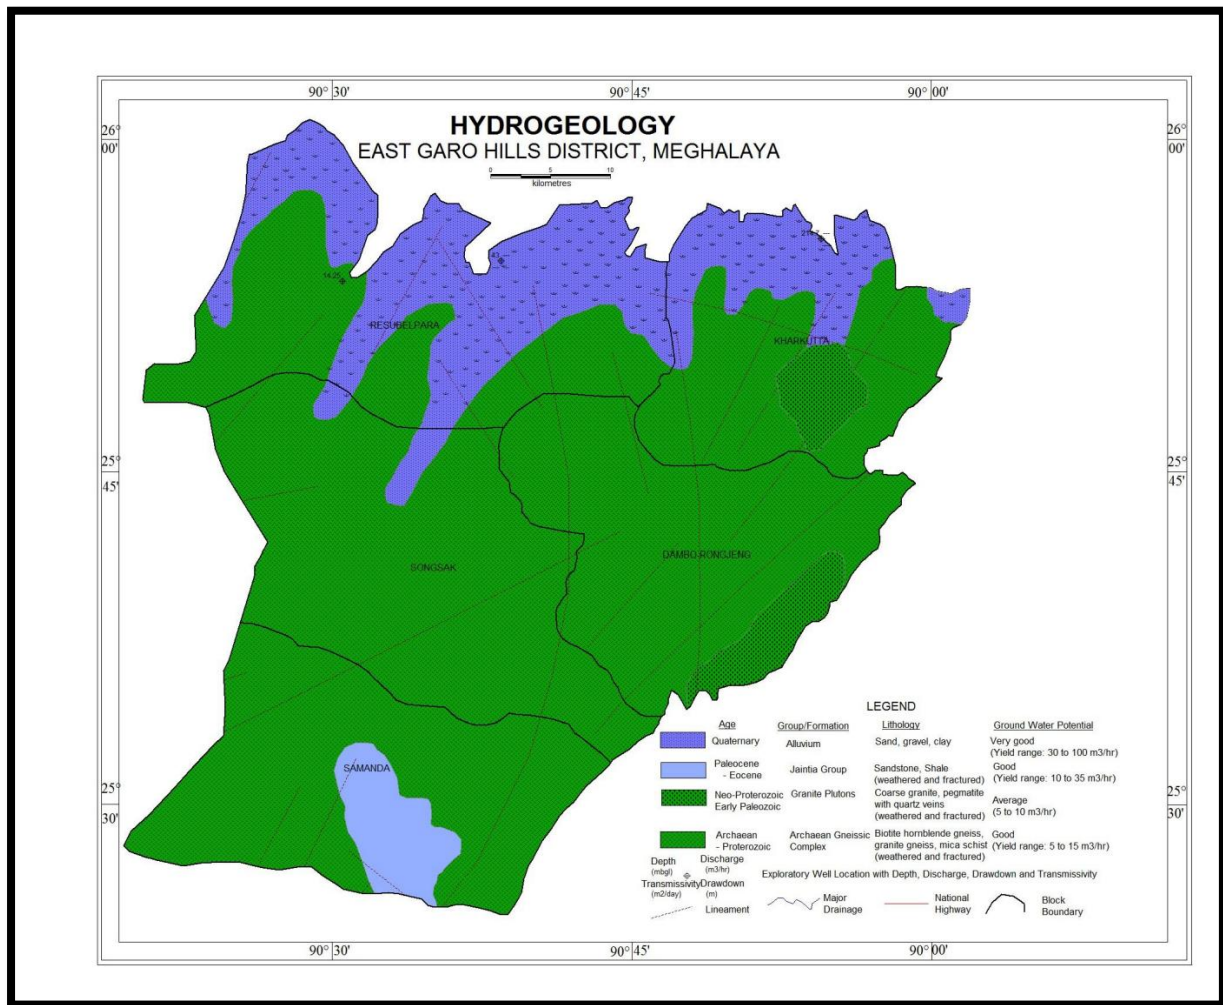 90° 30' 90° 45' 90° 00'
HYDROGEOLOGY
EAST GARO HILLS DISTRICT, MEGHALAYA
0 5 10
kilometres
26° 00' 26° 00'
43
14.25
RESUBELPARA
KHARKUTTA
25° 45' 25° 45'
DAMBO RONGJENG
SONGSAK
SAMANDA
25° 30' 25° 30'
LEGEND
Age Group/Formation Lithology Ground Water Potential
Quaternary Alluvium Sand, gravel, clay Very good
(Yield range: 30 to 100 m3/hr)
Paleocene - Eocene Jaintia Group Sandstone, Shale (weathered and fractured) Good
(Yield range: 10 to 35 m3/hr)
Neo-Proterozoic Early Paleozoic Granite Plutons Coarse granite, pegmatite with quartz veins (weathered and fractured) Average
(5 to 10 m3/hr)
Archaean - Proterozoic Archaean Gneissic Complex Biotite hornblende gneiss, granite gneiss, mica schist (weathered and fractured) Good
(Yield range: 5 to 15 m3/hr)
Depth (mbgl) Discharge (m3/hr)
Transmissivity (m2/day) Drawdown (m)
Exploratory Well Location with Depth, Discharge, Drawdown and Transmissivity
Lineament Major Drainage National Highway Block Boundary
90° 30' 90° 45' 90° 00'